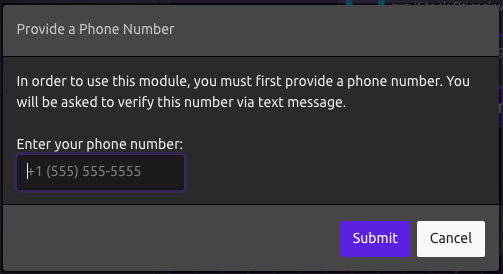 Provide a Phone Number
In order to use this module, you must first provide a phone number. You
will be asked to verify this number via text message.
Enter your phone number:
+1 (555) 555-5555
Submit
Cancel